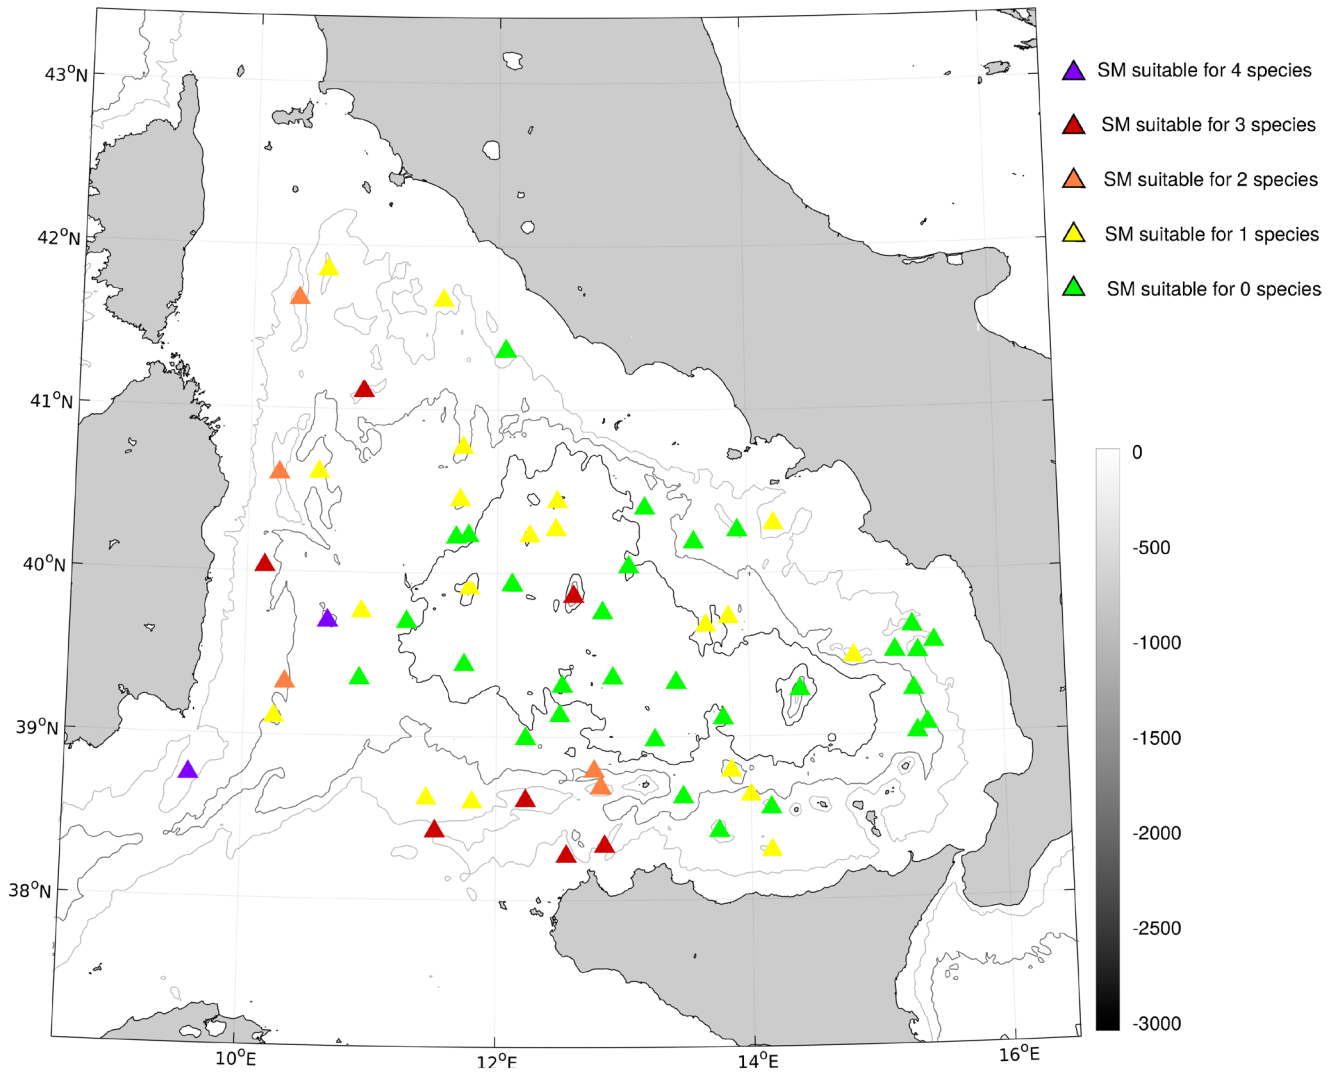 43°N
42°N
41°N
40°N
39°N
38°N
10°E
12°E
14°E
16°E
SM suitable for 4 species
SM suitable for 3 species
SM suitable for 2 species
SM suitable for 1 species
SM suitable for 0 species
0
-500
-1000
-1500
-2000
-2500
-3000